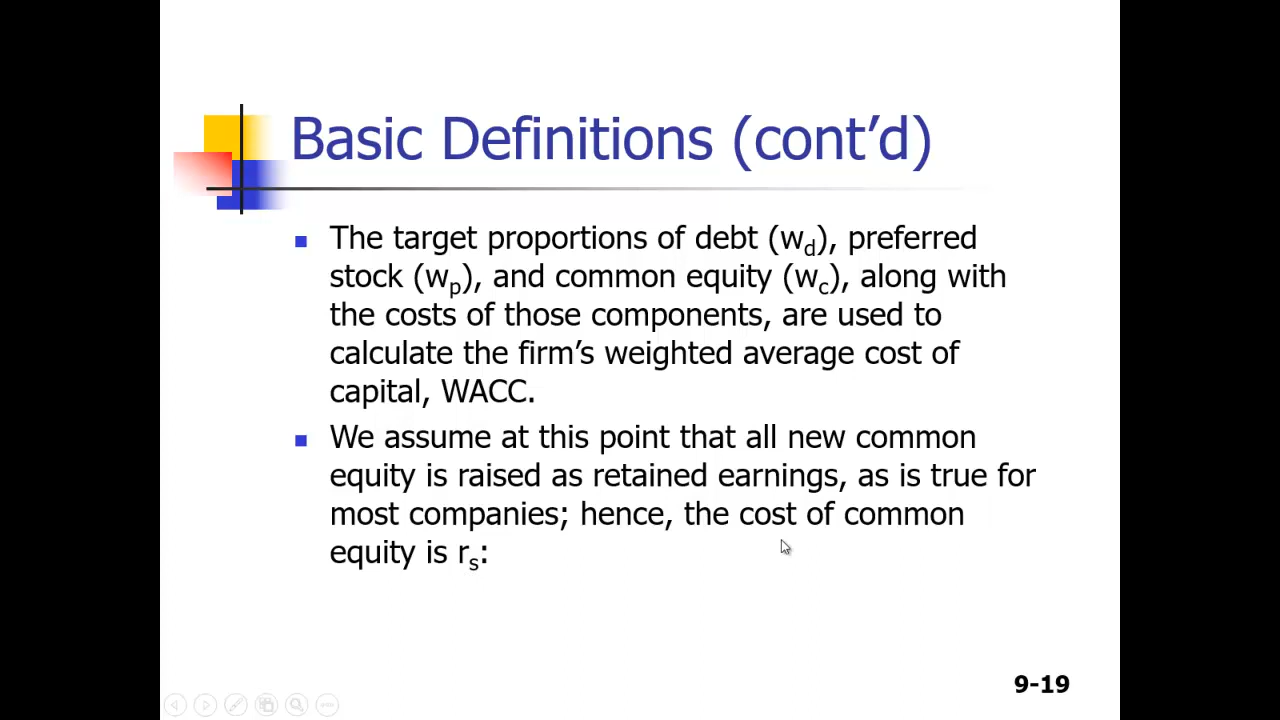 Basic Definitions (cont’d)
The target proportions of debt (wd), preferred
stock (wp), and common equity (wc), along with
the costs of those components, are used to
calculate the firm’s weighted average cost of
capital, WACC.
We assume at this point that all new common
equity is raised as retained earnings, as is true for
most companies; hence, the cost of common
equity is rs:
9-19